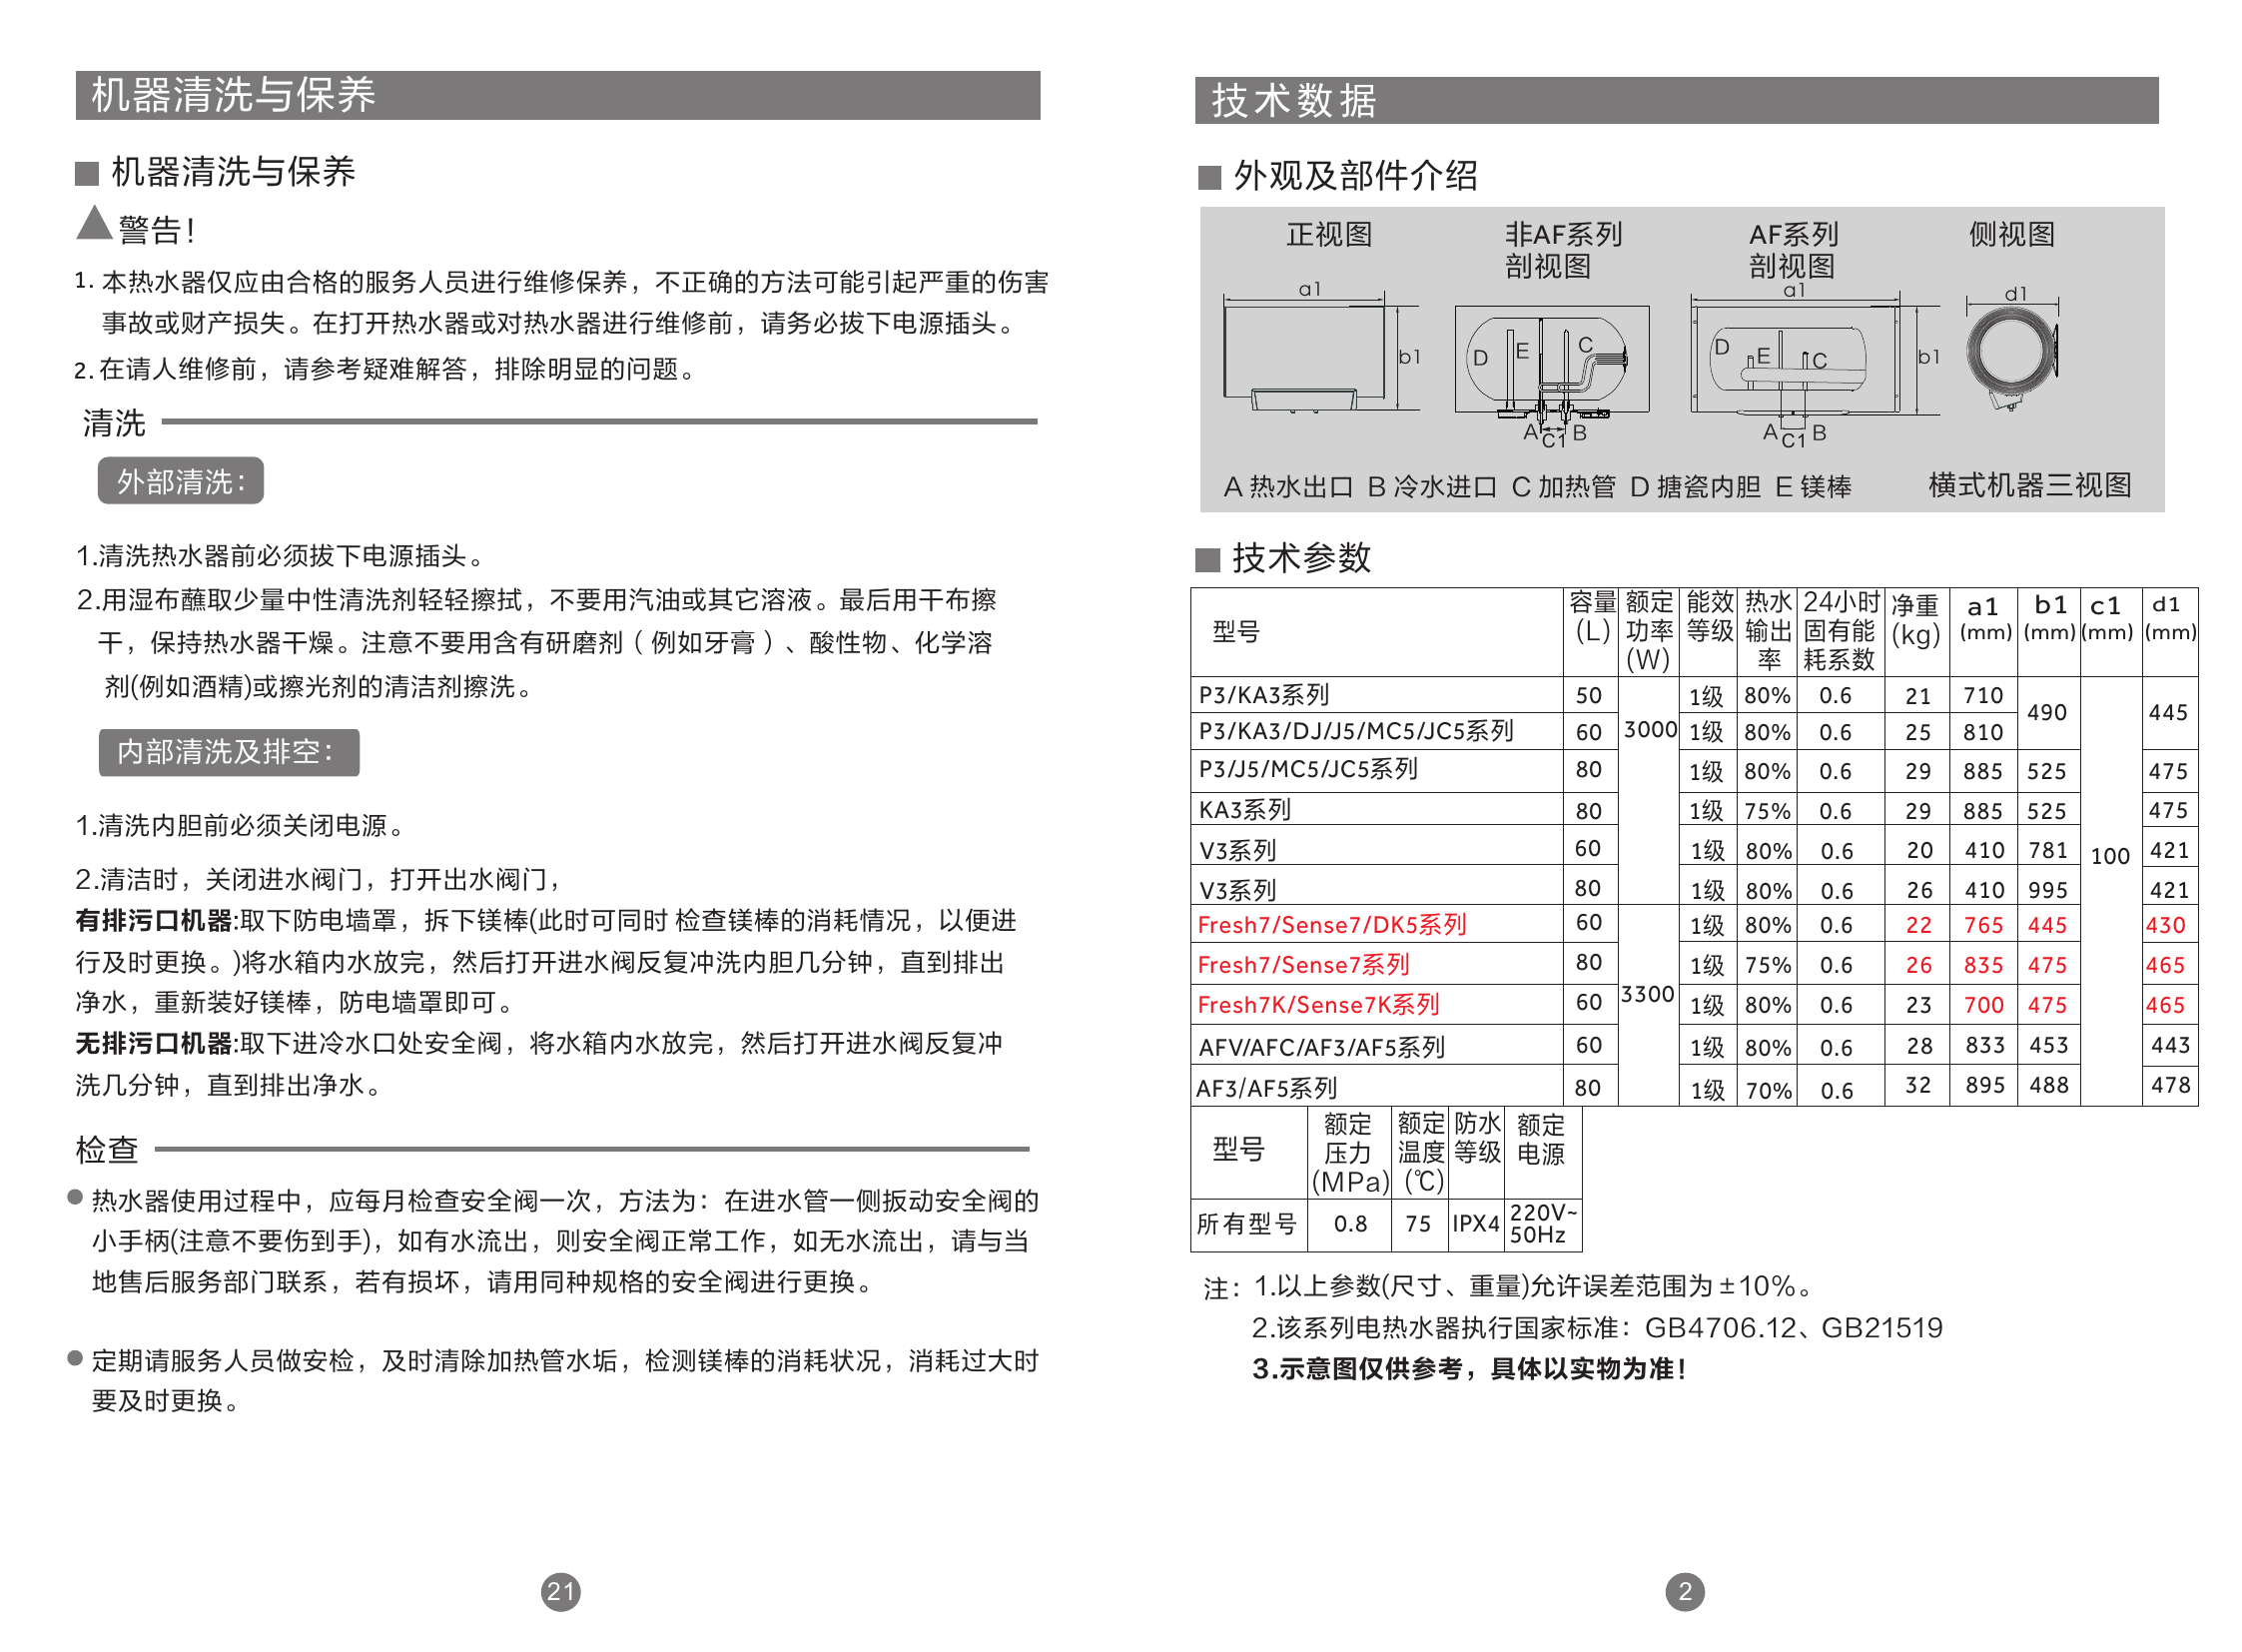 机器清洗与保养
机器清洗与保养
警告！
1. 本热水器仅应由合格的服务人员进行维修保养，不正确的方法可能引起严重的伤害
事故或财产损失。在打开热水器或对热水器进行维修前，请务必拔下电源插头。
2. 在请人维修前，请参考疑难解答，排除明显的问题。
清洗
外部清洗：
1.清洗热水器前必须拔下电源插头。
2.用湿布蘸取少量中性清洗剂轻轻擦拭，不要用汽油或其它溶液。最后用干布擦
干，保持热水器干燥。注意不要用含有研磨剂（例如牙膏）、酸性物、化学溶
剂(例如酒精)或擦光剂的清洁剂擦洗。
内部清洗及排空：
1.清洗内胆前必须关闭电源。
2.清洁时，关闭进水阀门，打开出水阀门，
有排污口机器:取下防电墙罩，拆下镁棒(此时可同时 检查镁棒的消耗情况，以便进
行及时更换。)将水箱内水放完，然后打开进水阀反复冲洗内胆几分钟，直到排出
净水，重新装好镁棒，防电墙罩即可。
无排污口机器:取下进冷水口处安全阀，将水箱内水放完，然后打开进水阀反复冲
洗几分钟，直到排出净水。
检查
热水器使用过程中，应每月检查安全阀一次，方法为：在进水管一侧扳动安全阀的
小手柄(注意不要伤到手)，如有水流出，则安全阀正常工作，如无水流出，请与当
地售后服务部门联系，若有损坏，请用同种规格的安全阀进行更换。
定期请服务人员做安检，及时清除加热管水垢，检测镁棒的消耗状况，消耗过大时
要及时更换。
21
技术数据
外观及部件介绍
正视图 非AF系列 AF系列 侧视图
剖视图 剖视图
a1 a1 d1
D E C b1 D E C b1
A C1 B A C1 B
A 热水出口 B 冷水进口 C 加热管 D 搪瓷内胆 E 镁棒 横式机器三视图
技术参数
型号 容量(L) 额定功率(W) 能效等级 热水输出率 24小时固有能耗系数 净重(kg) a1(mm) b1(mm) c1(mm) d1(mm)
P3/KA3系列 50 3000 1级 80% 0.6 21 710 490 100 445
P3/KA3/DJ/J5/MC5/JC5系列 60 1级 80% 0.6 25 810
P3/J5/MC5/JC5系列 80 1级 80% 0.6 29 885 525 475
KA3系列 80 1级 75% 0.6 29 885 525 475
V3系列 60 1级 80% 0.6 20 410 781 421
V3系列 80 1级 80% 0.6 26 410 995 421
Fresh7/Sense7/DK5系列 60 3300 1级 80% 0.6 22 765 445 430
Fresh7/Sense7系列 80 1级 75% 0.6 26 835 475 465
Fresh7K/Sense7K系列 60 1级 80% 0.6 23 700 475 465
AFV/AFC/AF3/AF5系列 60 1级 80% 0.6 28 833 453 443
AF3/AF5系列 80 1级 70% 0.6 32 895 488 478
型号 额定压力(MPa) 额定温度(℃) 防水等级 额定电源
所有型号 0.8 75 IPX4 220V~50Hz
注：1.以上参数(尺寸、重量)允许误差范围为±10%。
2.该系列电热水器执行国家标准：GB4706.12、GB21519
3.示意图仅供参考，具体以实物为准！
2